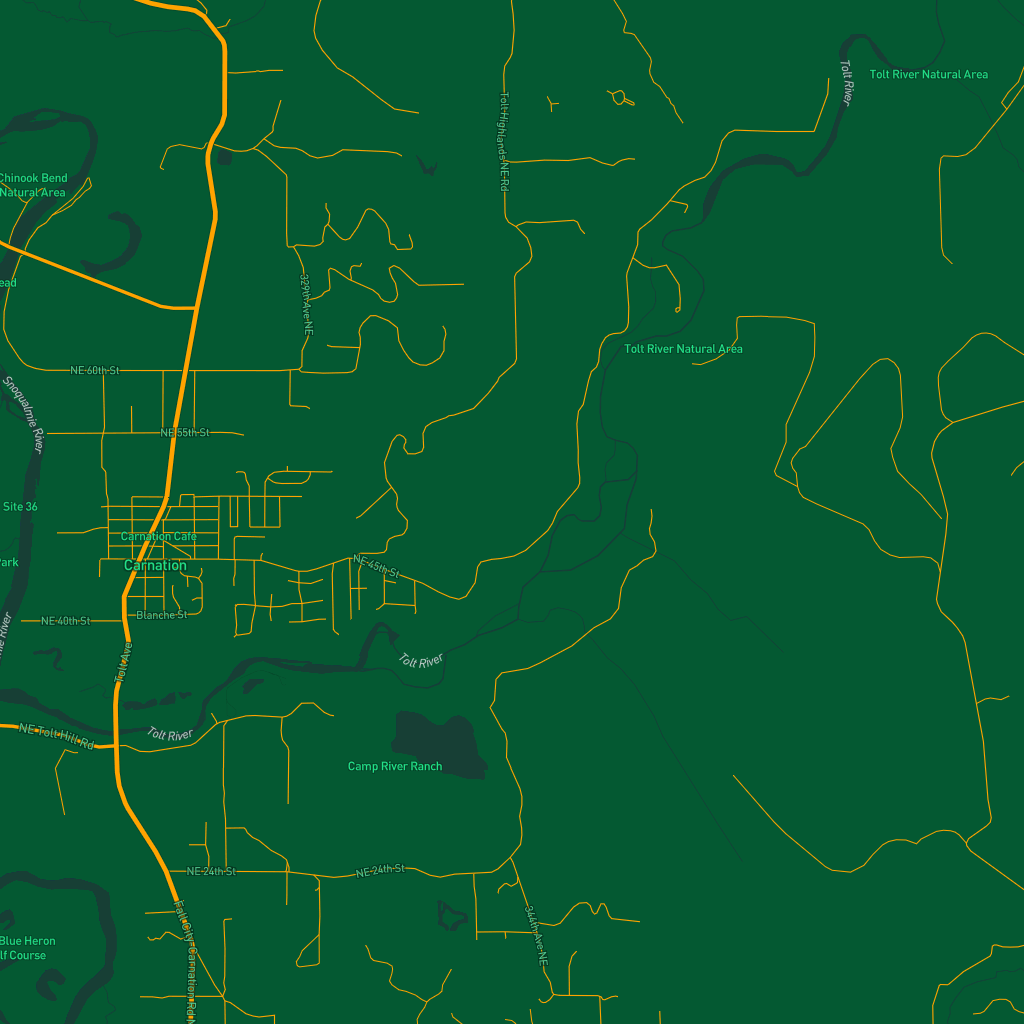 Tolt River Natural Area
Tolt River
Tolt Highlands NE Rd
Chinook Bend
Natural Area
ead
329th Ave NE
Tolt River Natural Area
NE 60th St
Snoqualmie River
NE 55th St
Site 36
Carnation Cafe
Carnation
Park
NE 45th St
Blanche St
NE 40th St
mie River
Tolt Ave
Tolt River
Tolt River
NE Tolt Hill Rd
Camp River Ranch
NE 24th St
NE 24th St
Fall City-Carnation Rd N
344th Ave NE
Blue Heron
lf Course